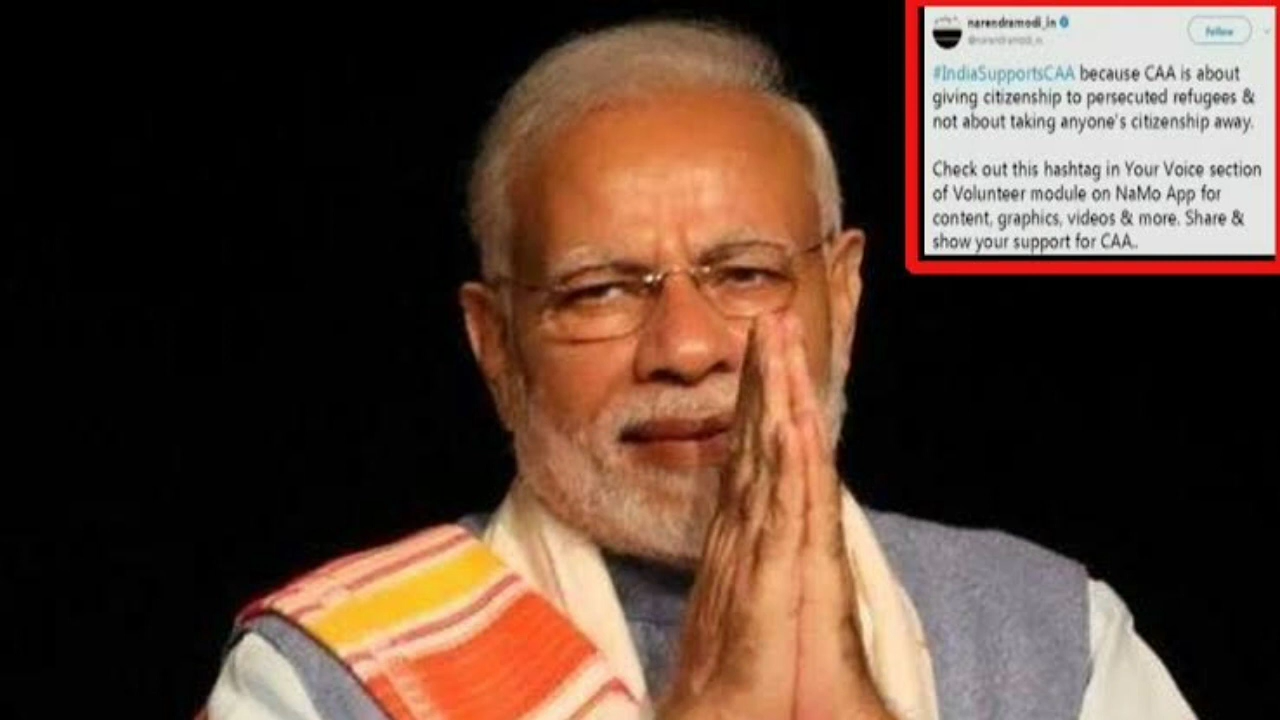 narendramodi_in
Follow
@narendramodi_in
#IndiaSupportsCAA because CAA is about
giving citizenship to persecuted refugees &
not about taking anyone's citizenship away.
Check out this hashtag in Your Voice section
of Volunteer module on NaMo App for
content, graphics, videos & more. Share &
show your support for CAA..